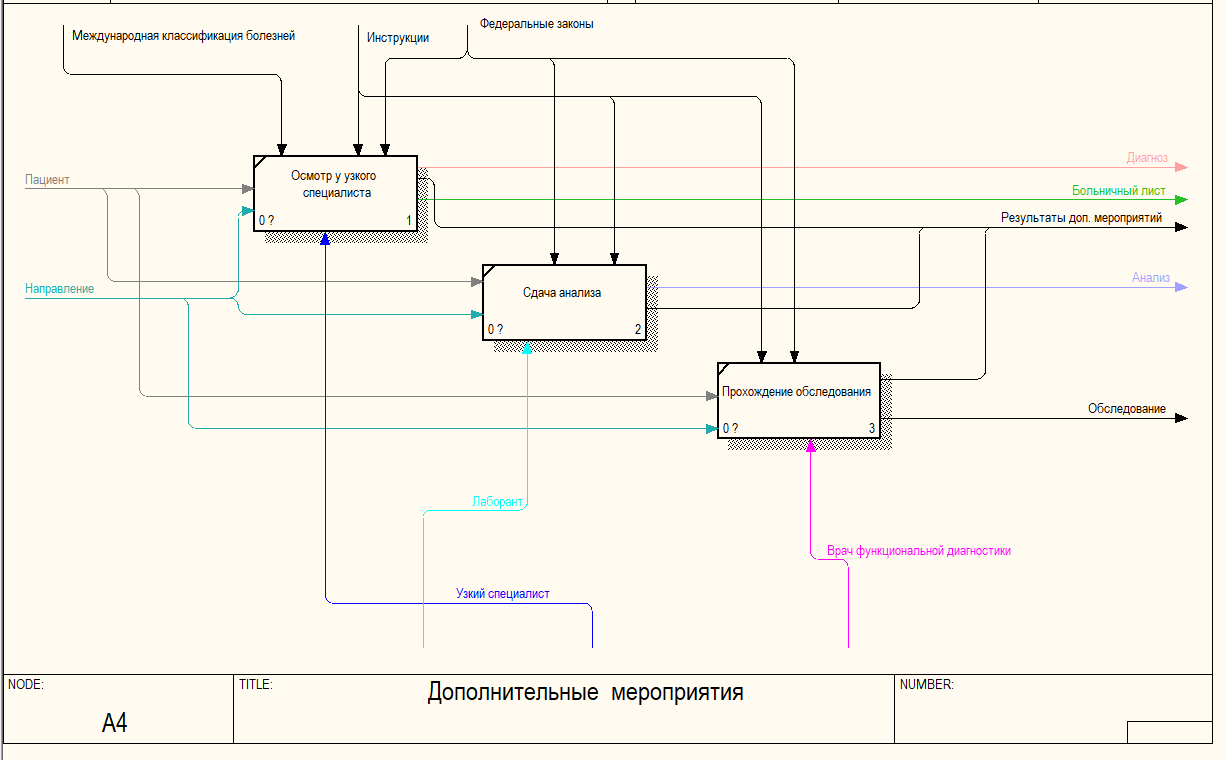 Федеральные законы
Международная классификация болезней
Инструкции
Диагноз
Пациент
Осмотр у узкого
специалиста
0 ?
1
Больничный лист
Результаты доп. мероприятий
Анализ
Направление
Сдача анализа
0 ?
2
Прохождение обследования
0 ?
3
Обследование
Лаборант
Врач функциональной диагностики
Узкий специалист
NODE:
TITLE:
NUMBER:
Дополнительные мероприятия
A4